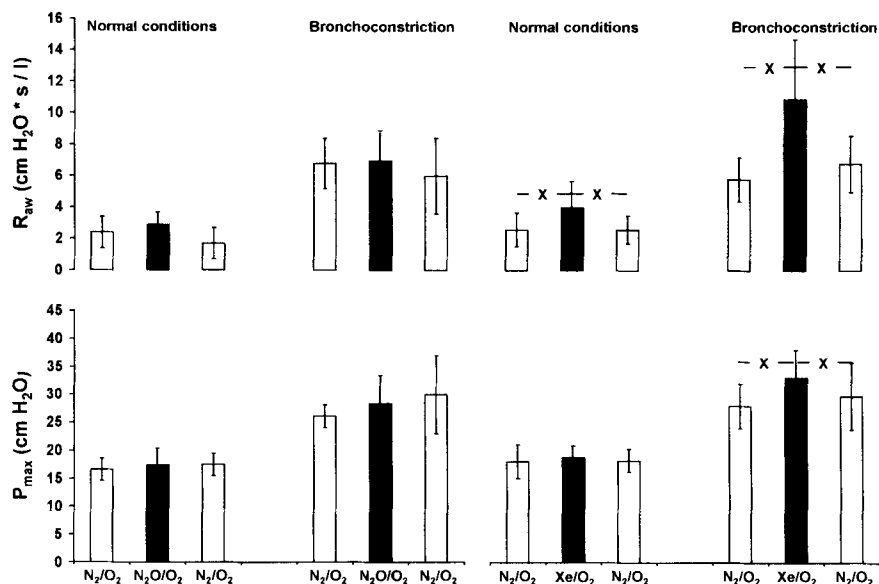 Normal conditions Bronchoconstriction Normal conditions Bronchoconstriction
16
14
12
10
8
6
4
2
0
R_aw (cm H₂O * s / l)
X X
X X
45
40
35
30
25
20
15
10
5
0
P_max (cm H₂O)
X X
N₂/O₂ N₂O/O₂ N₂/O₂ N₂/O₂ N₂O/O₂ N₂/O₂ N₂/O₂ Xe/O₂ N₂/O₂ N₂/O₂ Xe/O₂ N₂/O₂